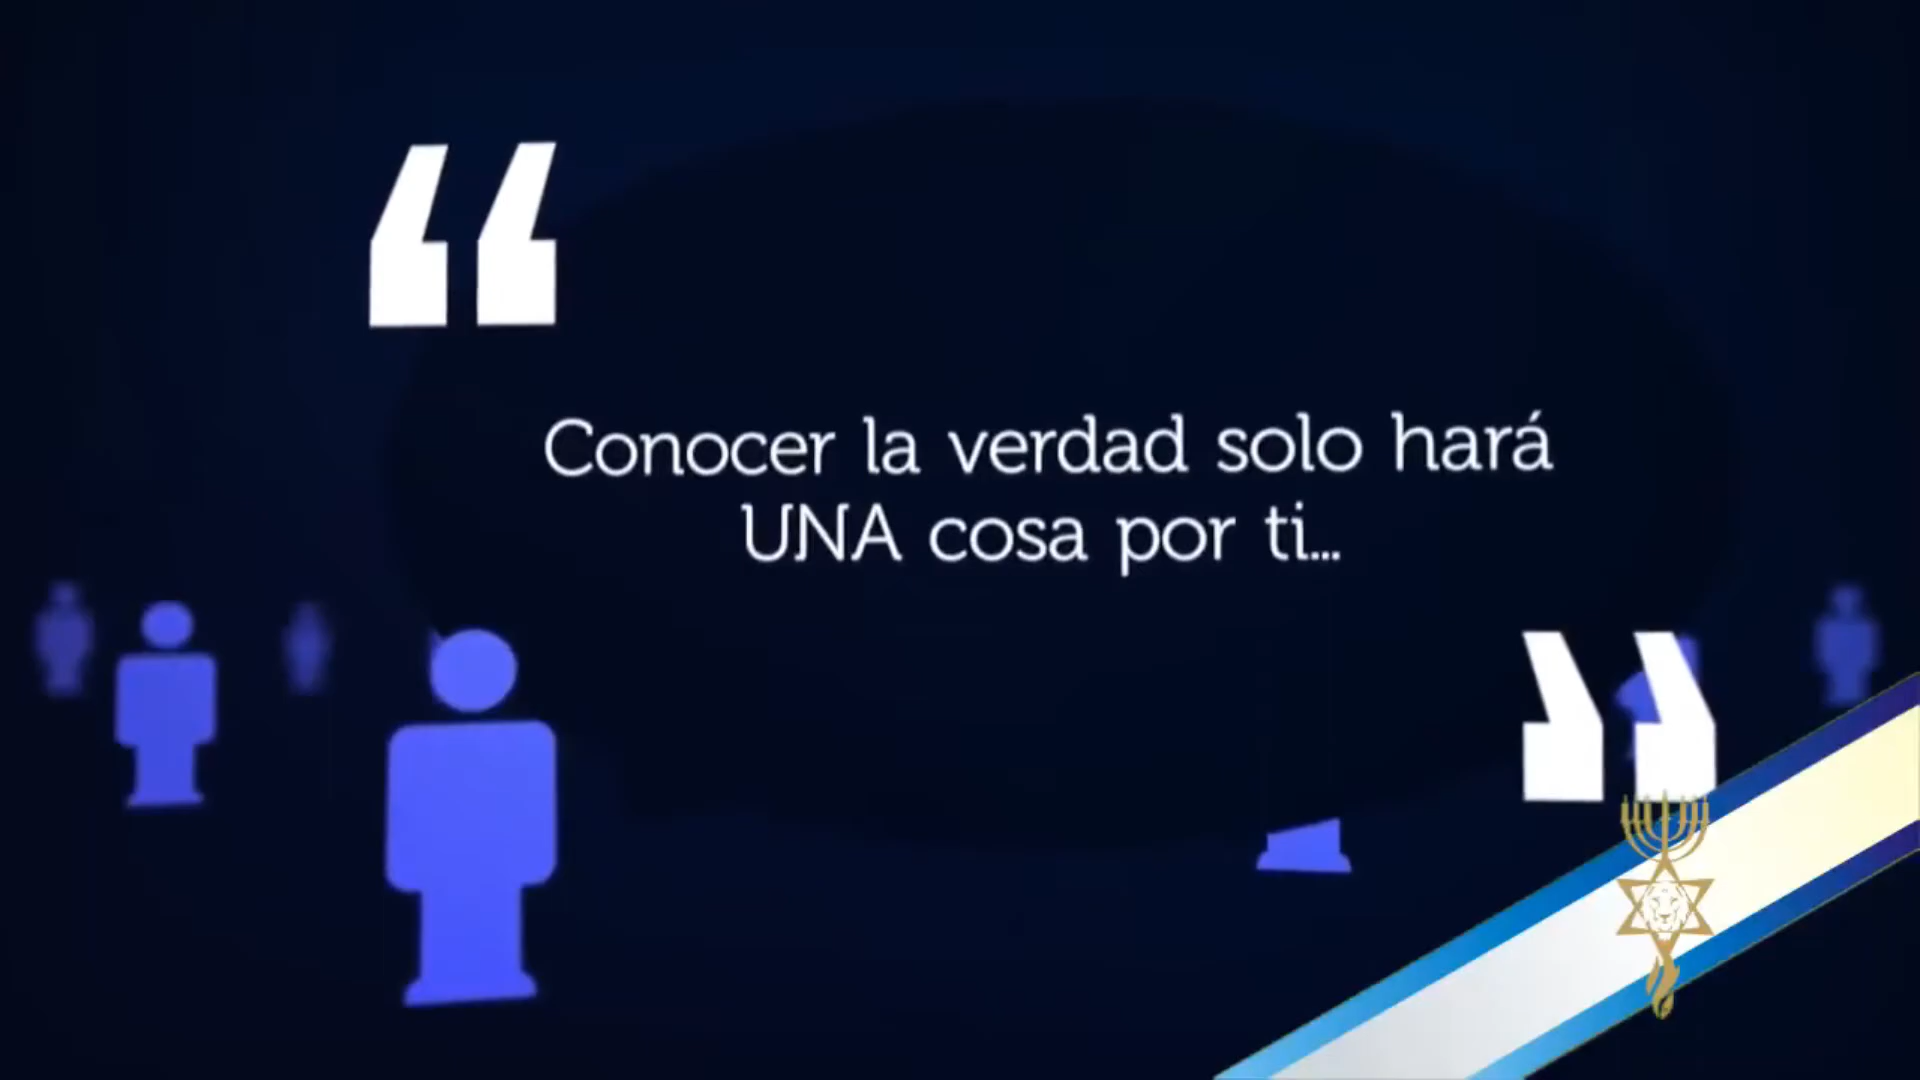 “
Conocer la verdad solo hará
UNA cosa por ti...
”